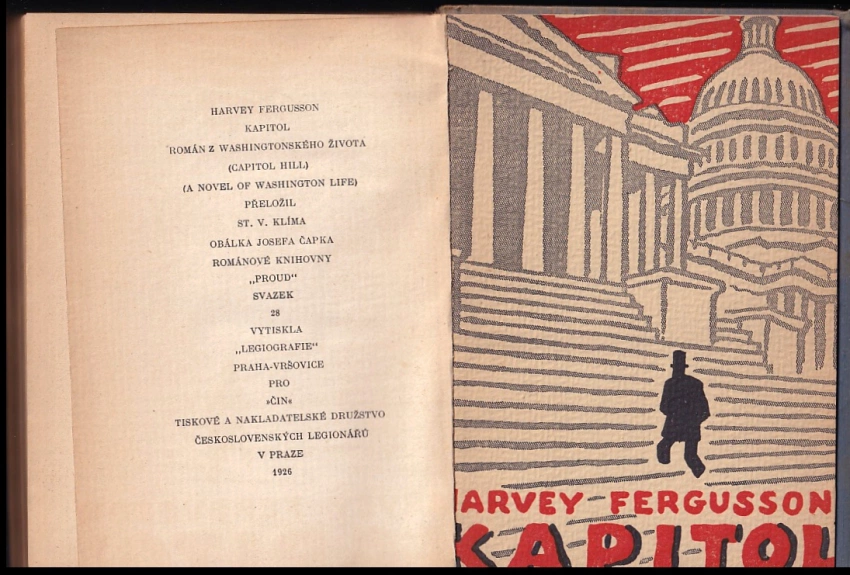 HARVEY FERGUSSON
KAPITOL
ROMÁN Z WASHINGTONSKÉHO ŽIVOTA
(CAPITOL HILL)
(A NOVEL OF WASHINGTON LIFE)
PŘELOŽIL
ST. V. KLÍMA
OBÁLKA JOSEFA ČAPKA
ROMÁNOVÉ KNIHOVNY
„PROUD“
SVAZEK
28
VYTISKLA
„LEGIOGRAFIE“
PRAHA-VRŠOVICE
PRO
»ČIN«
TISKOVÉ A NAKLADATELSKÉ DRUŽSTVO
ČESKOSLOVENSKÝCH LEGIONÁŘŮ
V PRAZE
1926
HARVEY FERGUSSON
KAPITOL